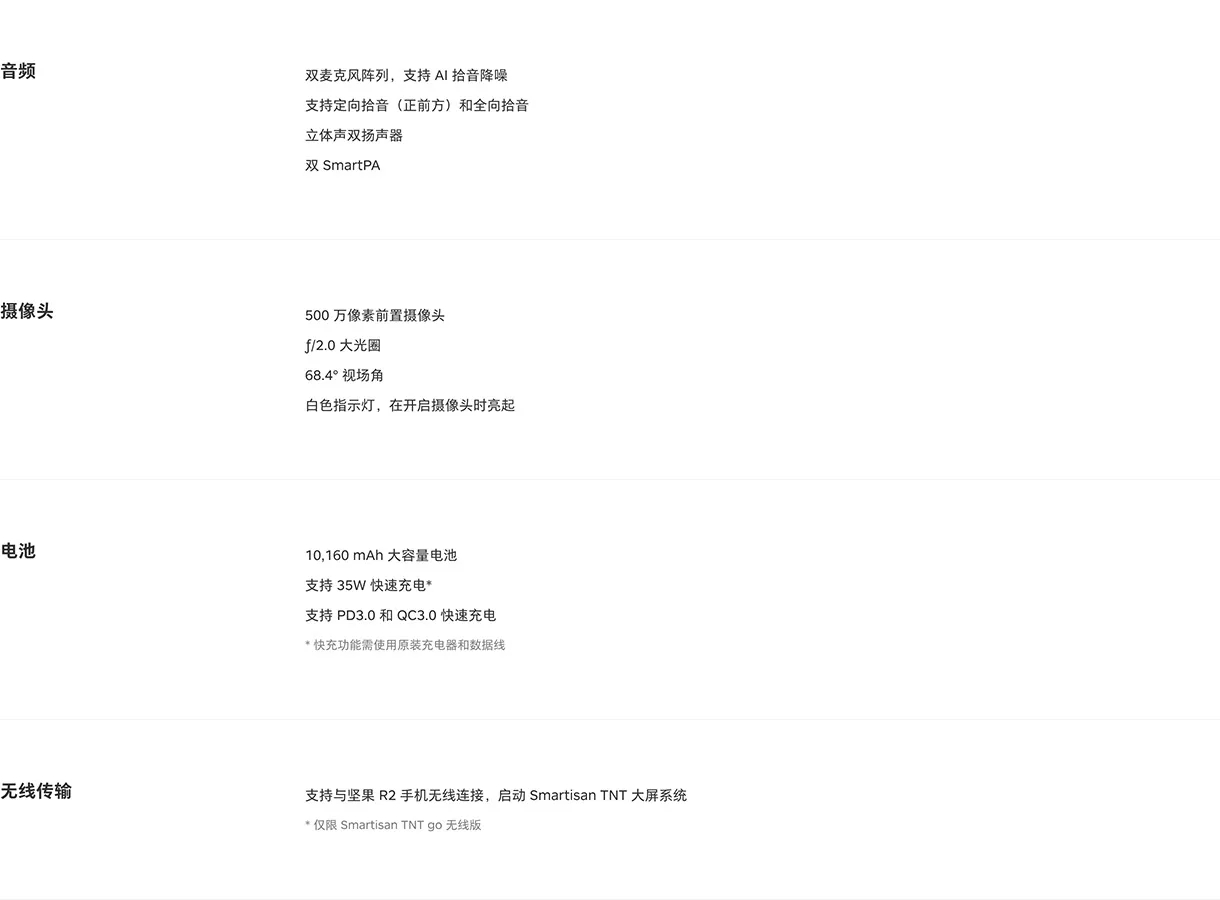 音频
双麦克风阵列，支持 AI 拾音降噪
支持定向拾音（正前方）和全向拾音
立体声双扬声器
双 SmartPA
摄像头
500 万像素前置摄像头
ƒ/2.0 大光圈
68.4° 视场角
白色指示灯，在开启摄像头时亮起
电池
10,160 mAh 大容量电池
支持 35W 快速充电*
支持 PD3.0 和 QC3.0 快速充电
* 快充功能需使用原装充电器和数据线
无线传输
支持与坚果 R2 手机无线连接，启动 Smartisan TNT 大屏系统
* 仅限 Smartisan TNT go 无线版